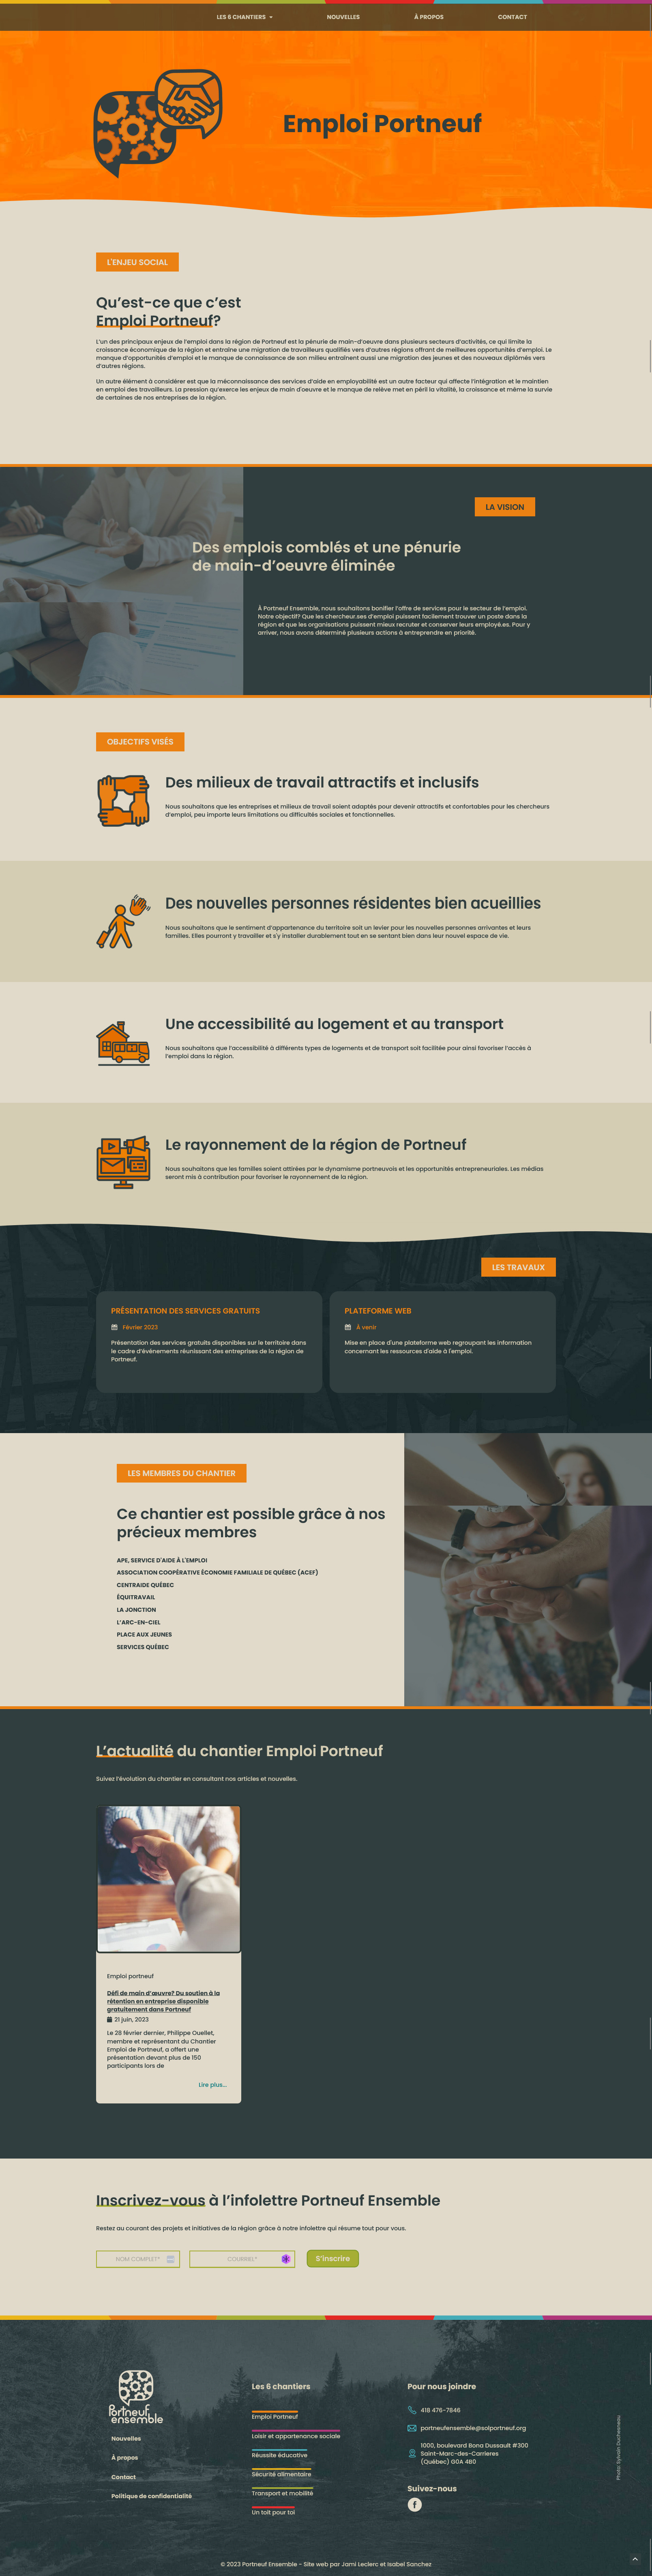 LES 6 CHANTIERS
NOUVELLES
À PROPOS
CONTACT
Emploi Portneuf
L'ENJEU SOCIAL
Qu'est-ce que c'est
Emploi Portneuf?
L'un des principaux enjeux de l'emploi dans la région de Portneuf est la pénurie de main-d'oeuvre dans plusieurs secteurs d'activités, ce qui limite la
croissance économique de la région et entraîne une migration de travailleurs qualifiés vers d'autres régions offrant de meilleures opportunités d'emploi. Le
manque d'opportunités d'emploi et le manque de connaissance de son milieu entraînent aussi une migration des jeunes et des nouveaux diplômés vers
d'autres régions.
Un autre élément à considérer est que la méconnaissance des services d'aide en employabilité est un autre facteur qui affecte l'intégration et le maintien
en emploi des travailleurs. La pression qu'exerce les enjeux de main d'oeuvre et le manque de relève met en péril la vitalité, la croissance et même la survie
de certaines de nos entreprises de la région.
LA VISION
Des emplois comblés et une pénurie
de main-d'oeuvre éliminée
À Portneuf Ensemble, nous souhaitons bonifier l'offre de services pour le secteur de l'emploi.
Notre objectif? Que les chercheur.ses d'emploi puissent facilement trouver un poste dans la
région et que les organisations puissent mieux recruter et conserver leurs employé.es. Pour y
arriver, nous avons déterminé plusieurs actions à entreprendre en priorité.
OBJECTIFS VISÉS
Des milieux de travail attractifs et inclusifs
Nous souhaitons que les entreprises et milieux de travail soient adaptés pour devenir attractifs et confortables pour les chercheurs
d'emploi, peu importe leurs limitations ou difficultés sociales et fonctionnelles.
Des nouvelles personnes résidentes bien acueillies
Nous souhaitons que le sentiment d'appartenance du territoire soit un levier pour les nouvelles personnes arrivantes et leurs
familles. Elles pourront y travailler et s'y installer durablement tout en se sentant bien dans leur nouvel espace de vie.
Une accessibilité au logement et au transport
Nous souhaitons que l'accessibilité à différents types de logements et de transport soit facilitée pour ainsi favoriser l'accès à
l'emploi dans la région.
Le rayonnement de la région de Portneuf
Nous souhaitons que les familles soient attirées par le dynamisme portneuvois et les opportunités entrepreneuriales. Les médias
seront mis à contribution pour favoriser le rayonnement de la région.
LES TRAVAUX
PRÉSENTATION DES SERVICES GRATUITS
Février 2023
Présentation des services gratuits disponibles sur le territoire dans
le cadre d'événements réunissant des entreprises de la région de
Portneuf.
PLATEFORME WEB
À venir
Mise en place d'une plateforme web regroupant les information
concernant les ressources d'aide à l'emploi.
LES MEMBRES DU CHANTIER
Ce chantier est possible grâce à nos
précieux membres
APE, SERVICE D'AIDE À L'EMPLOI
ASSOCIATION COOPÉRATIVE ÉCONOMIE FAMILIALE DE QUÉBEC (ACEF)
CENTRAIDE QUÉBEC
ÉQUITRAVAIL
LA JONCTION
L'ARC-EN-CIEL
PLACE AUX JEUNES
SERVICES QUÉBEC
L'actualité du chantier Emploi Portneuf
Suivez l'évolution du chantier en consultant nos articles et nouvelles.
Emploi portneuf
Défi de main d'œuvre? Du soutien à la
rétention en entreprise disponible
gratuitement dans Portneuf
21 juin, 2023
Le 28 février dernier, Philippe Ouellet,
membre et représentant du Chantier
Emploi de Portneuf, a offert une
présentation devant plus de 150
participants lors de
Lire plus...
Inscrivez-vous à l'infolettre Portneuf Ensemble
Restez au courant des projets et initiatives de la région grâce à notre infolettre qui résume tout pour vous.
NOM COMPLET*
COURRIEL*
S'inscrire
Portneuf
ensemble
Nouvelles
À propos
Contact
Politique de confidentialité
Les 6 chantiers
Emploi Portneuf
Loisir et appartenance sociale
Réussite éducative
Sécurité alimentaire
Transport et mobilité
Un toit pour toi
Pour nous joindre
418 476-7846
portneufensemble@solportneuf.org
1000, boulevard Bona Dussault #300
Saint-Marc-des-Carrieres
(Québec) G0A 4B0
Suivez-nous
Photo: Sylvain Duchesneau
© 2023 Portneuf Ensemble - Site web par Jami Leclerc et Isabel Sanchez